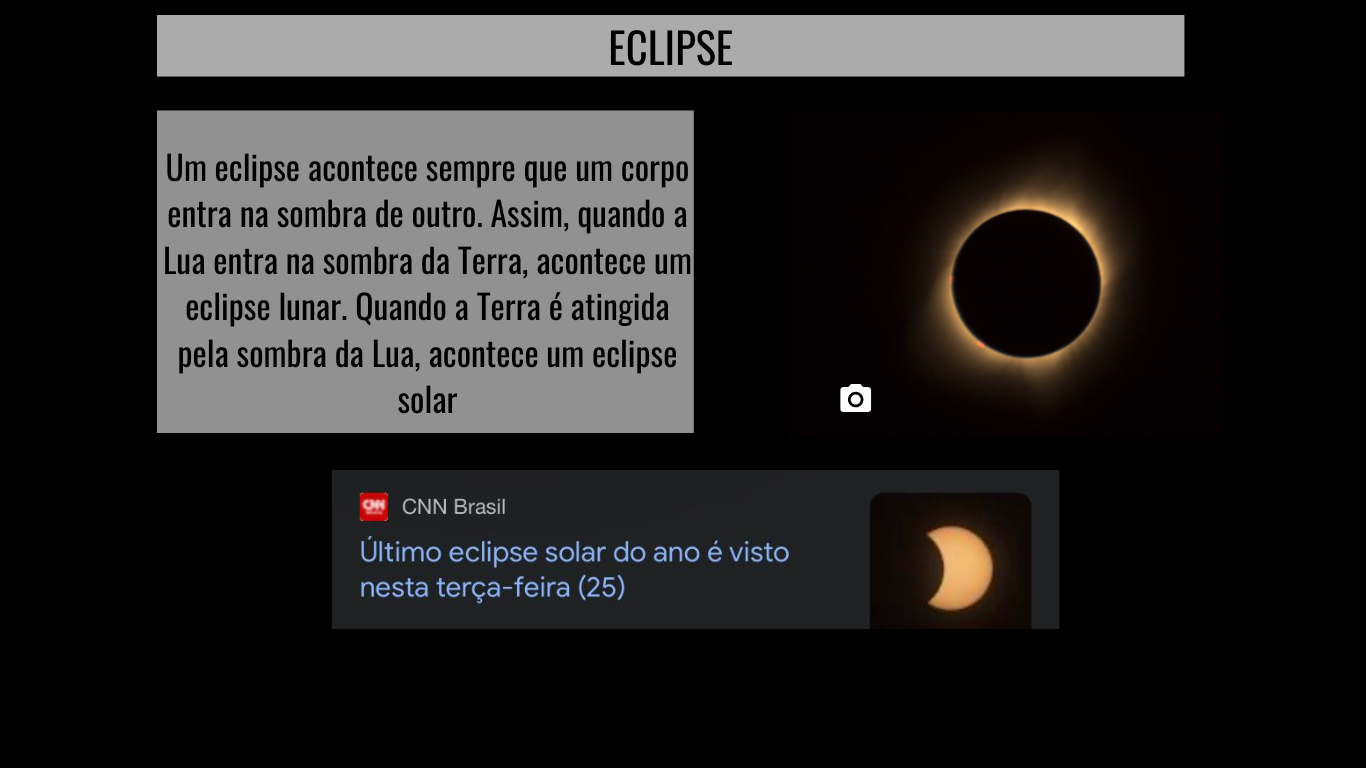 ECLIPSE
Um eclipse acontece sempre que um corpo
entra na sombra de outro. Assim, quando a
Lua entra na sombra da Terra, acontece um
eclipse lunar. Quando a Terra é atingida
pela sombra da Lua, acontece um eclipse
solar
CNN Brasil
Último eclipse solar do ano é visto
nesta terça-feira (25)